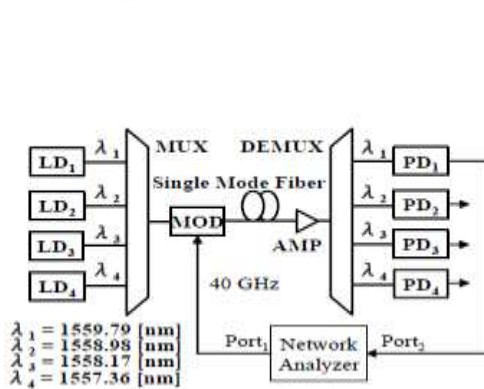 λ1 MUX DEMUX λ1
LD1 PD1
λ2 Single Mode Fiber λ2
LD2 MOD PD2
λ3 AMP λ3
LD3 PD3
λ4 40 GHz λ4
LD4 PD4
λ1 = 1559.79 [nm]
λ2 = 1558.98 [nm]
λ3 = 1558.17 [nm]
λ4 = 1557.36 [nm]
Port1 Network Analyzer Port2